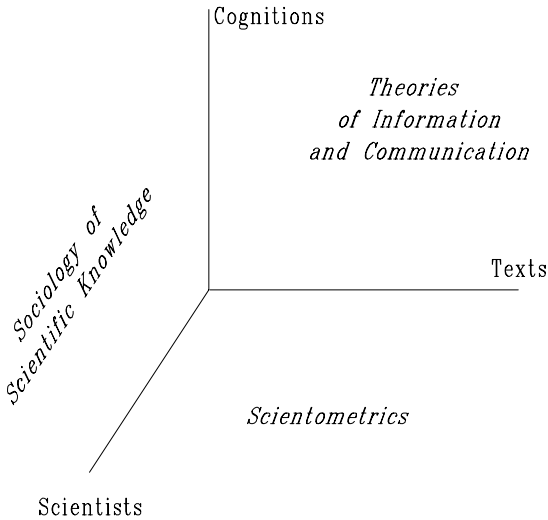 Cognitions
Theories
of Information
and Communication
Sociology of
Scientific Knowledge
Texts
Scientometrics
Scientists